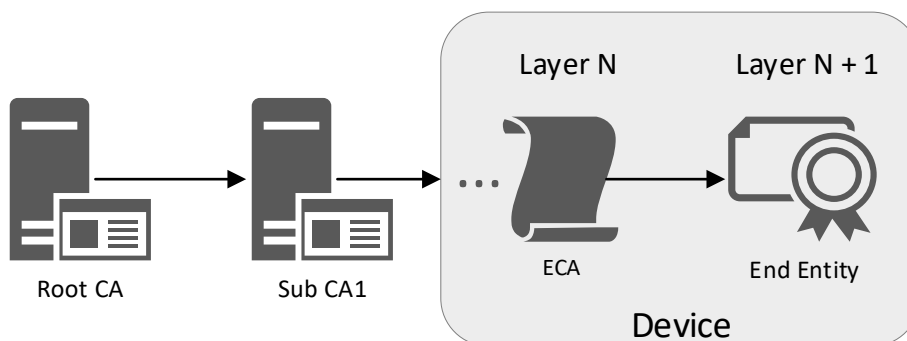 Layer N
Layer N + 1
...
Root CA
Sub CA1
ECA
End Entity
Device